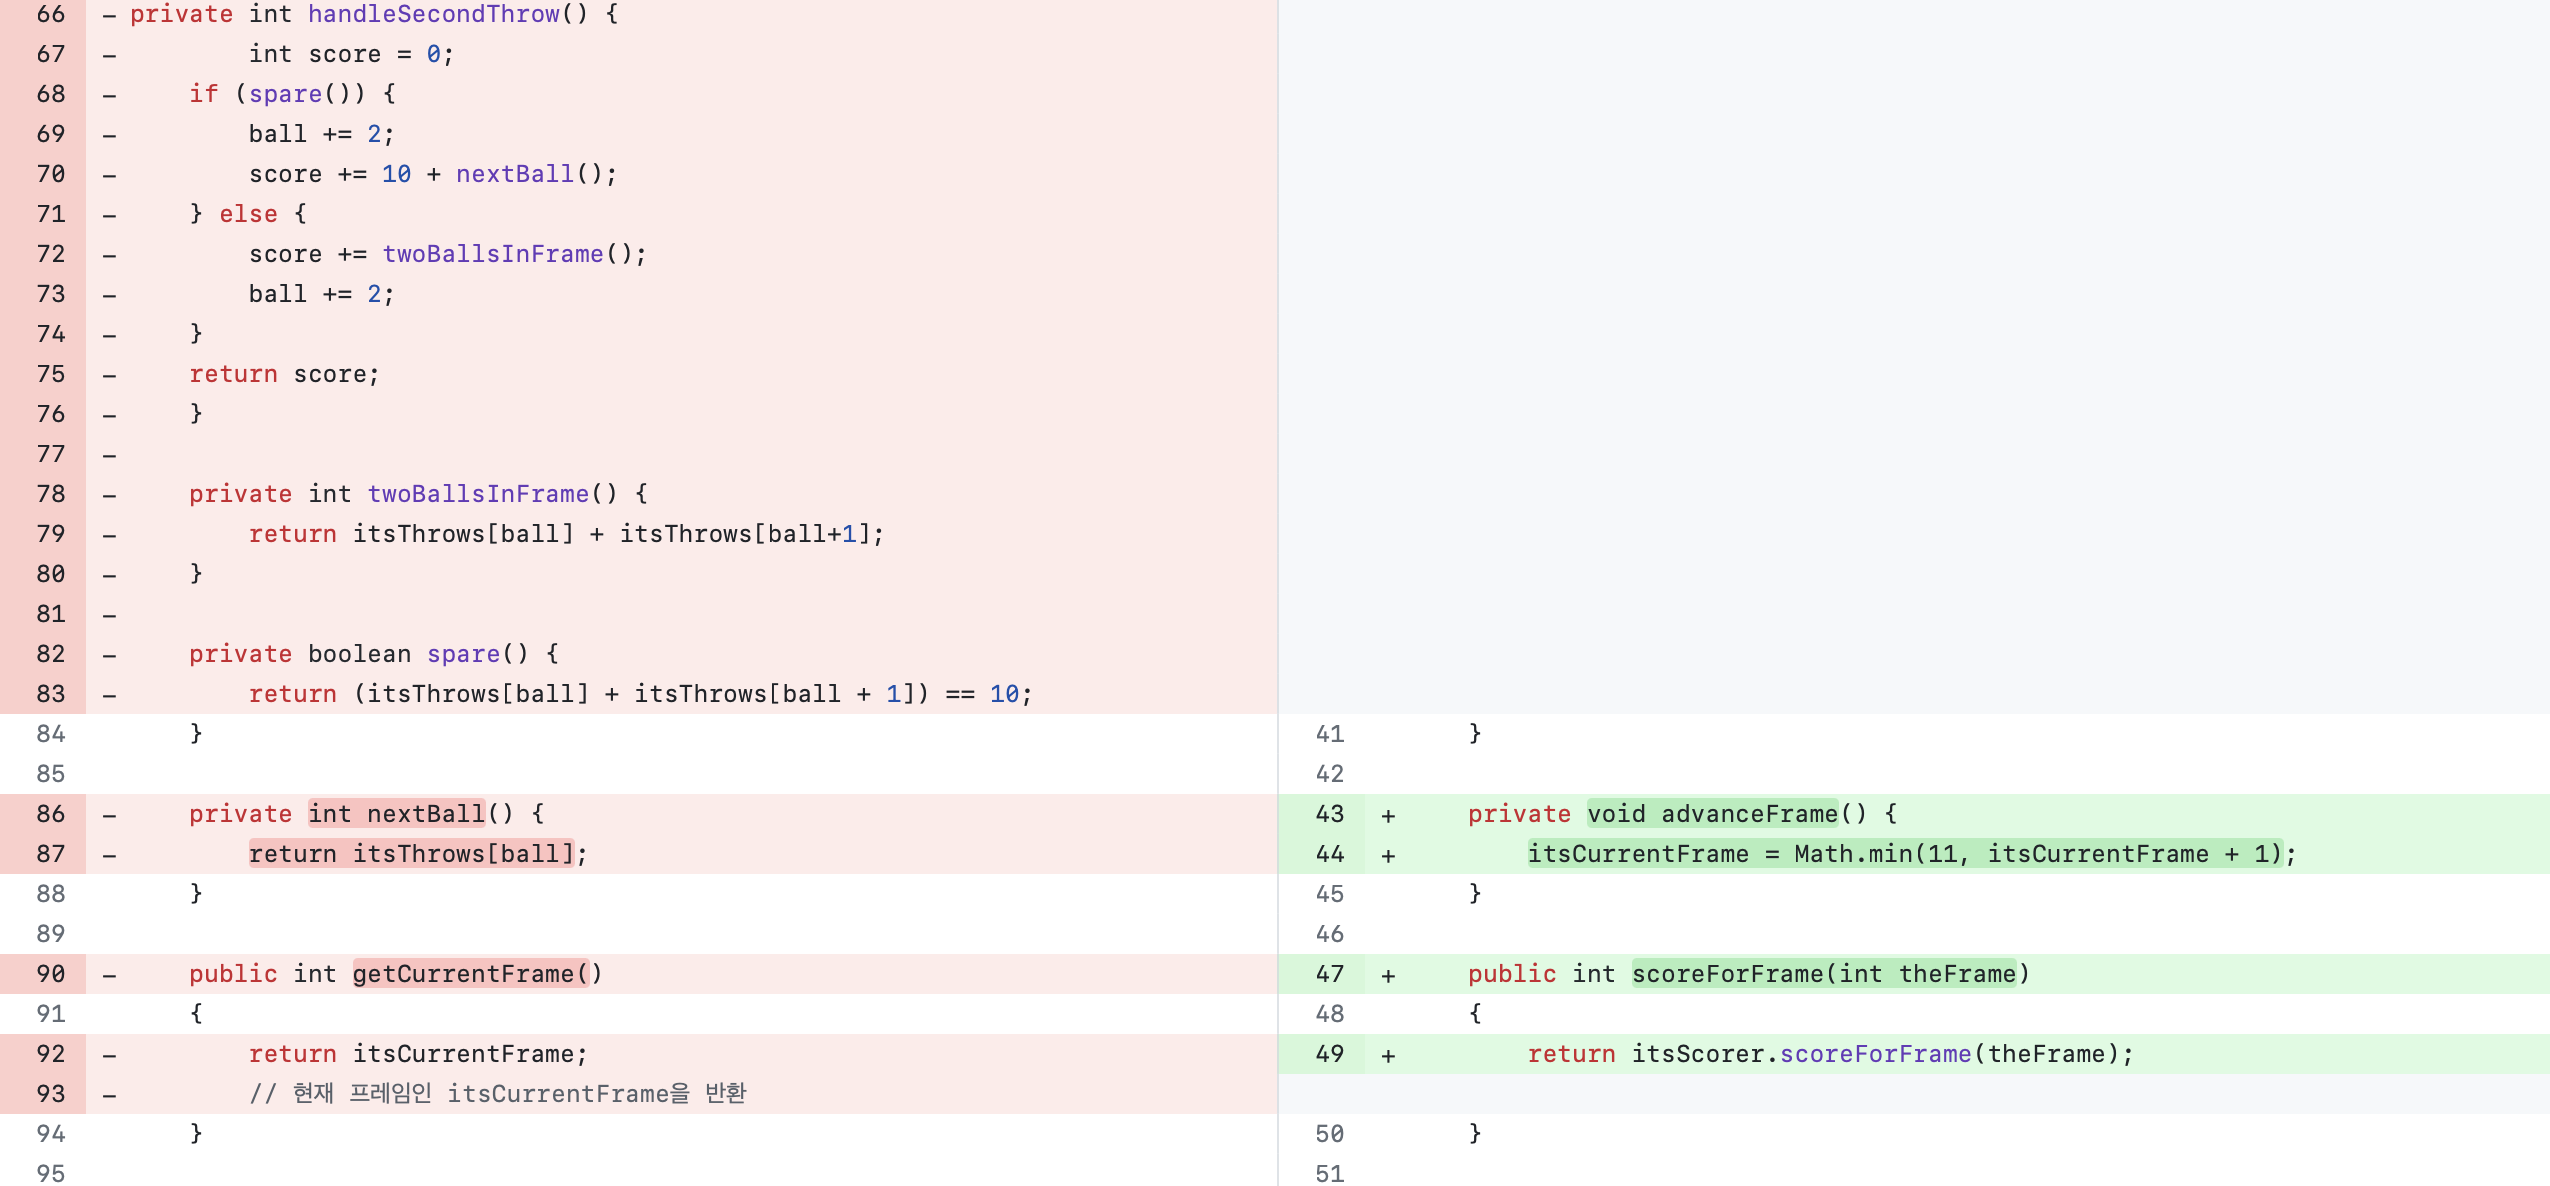 66 – private int handleSecondThrow() {
67 – int score = 0;
68 – if (spare()) {
69 – ball += 2;
70 – score += 10 + nextBall();
71 – } else {
72 – score += twoBallsInFrame();
73 – ball += 2;
74 – }
75 – return score;
76 – }
77 –
78 – private int twoBallsInFrame() {
79 – return itsThrows[ball] + itsThrows[ball+1];
80 – }
81 –
82 – private boolean spare() {
83 – return (itsThrows[ball] + itsThrows[ball + 1]) == 10;
84 }
85
86 – private int nextBall() {
87 – return itsThrows[ball];
88 }
89
90 – public int getCurrentFrame()
91 {
92 – return itsCurrentFrame;
93 – // 현재 프레임인 itsCurrentFrame을 반환
94 }
95
41 }
42
43 + private void advanceFrame() {
44 + itsCurrentFrame = Math.min(11, itsCurrentFrame + 1);
45 }
46
47 + public int scoreForFrame(int theFrame)
48 {
49 + return itsScorer.scoreForFrame(theFrame);
50 }
51